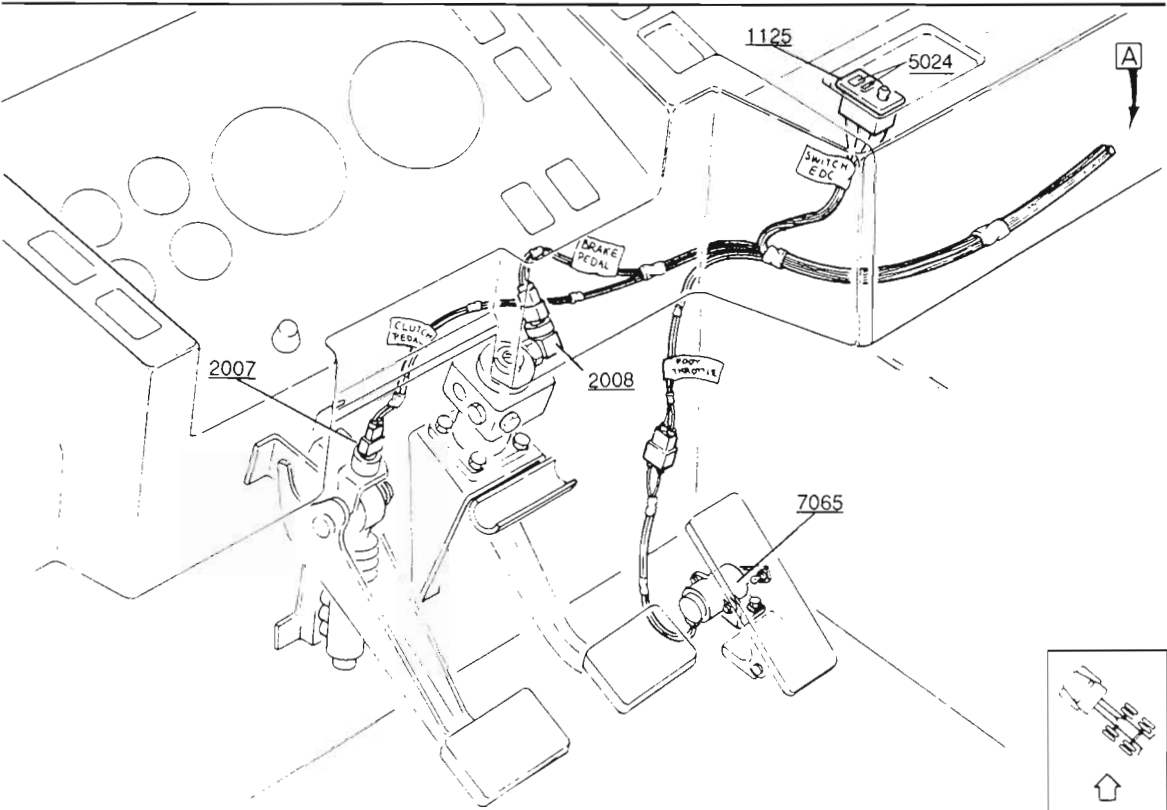 1125
5024
A
SWITCH
EDC
BRAKE
PEDAL
CLUTCH
PEDAL
2007
2008
FOOT
THROTTLE
7065